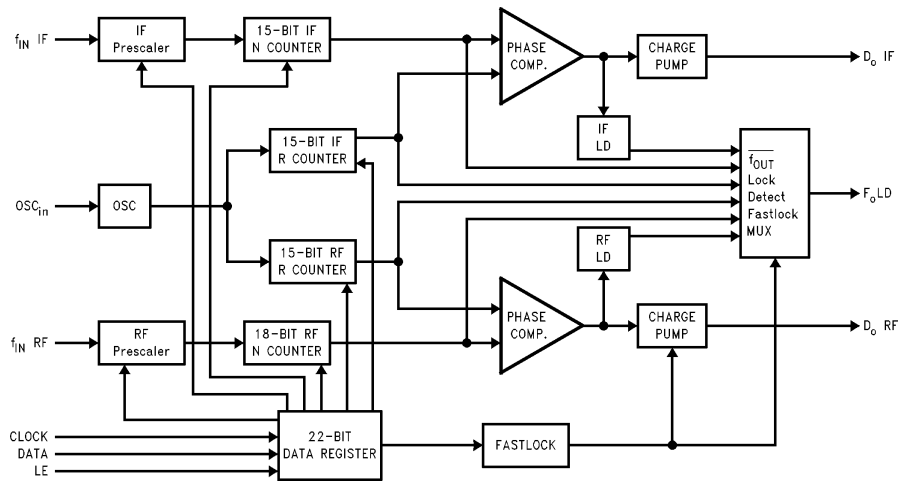 f_IN IF
IF
Prescaler
15-BIT IF
N COUNTER
PHASE
COMP.
CHARGE
PUMP
D_o IF
IF
LD
15-BIT IF
R COUNTER
OSC_in
OSC
f_OUT
Lock
Detect
Fastlock
MUX
F_oLD
15-BIT RF
R COUNTER
RF
LD
f_IN RF
RF
Prescaler
18-BIT RF
N COUNTER
PHASE
COMP.
CHARGE
PUMP
D_o RF
CLOCK
DATA
LE
22-BIT
DATA REGISTER
FASTLOCK